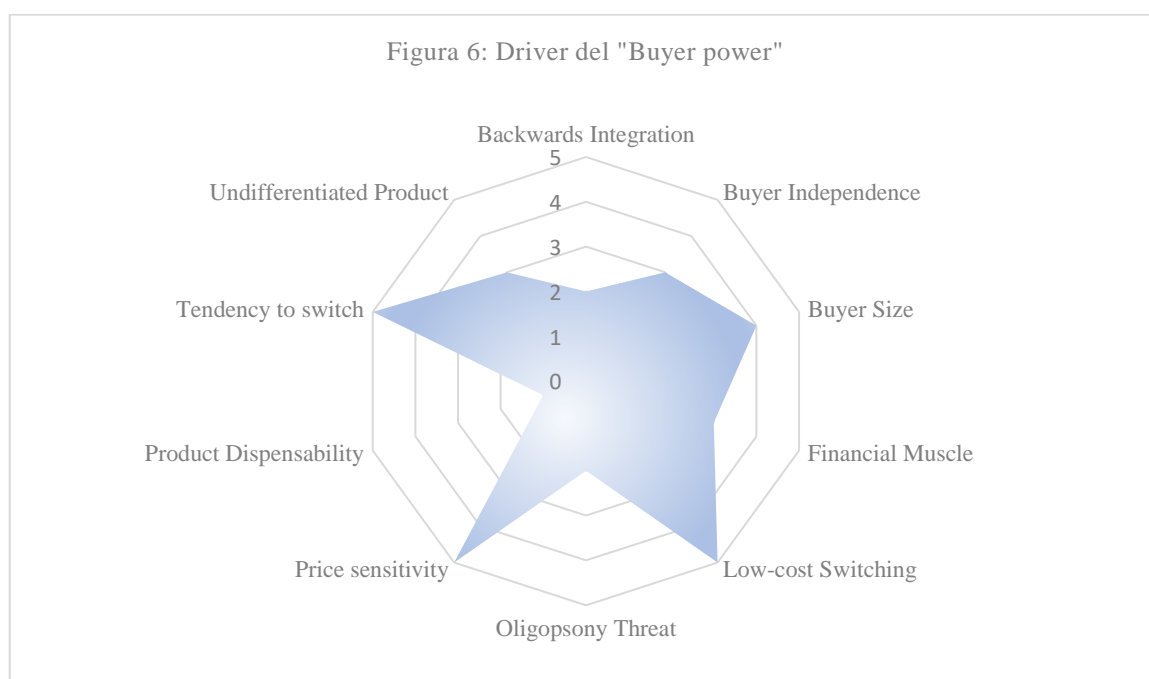 Figura 6: Driver del "Buyer power"
Backwards Integration
5
Undifferentiated Product
Buyer Independence
4
3
2
Tendency to switch
Buyer Size
1
0
Product Dispensability
Financial Muscle
Price sensitivity
Low-cost Switching
Oligopsony Threat